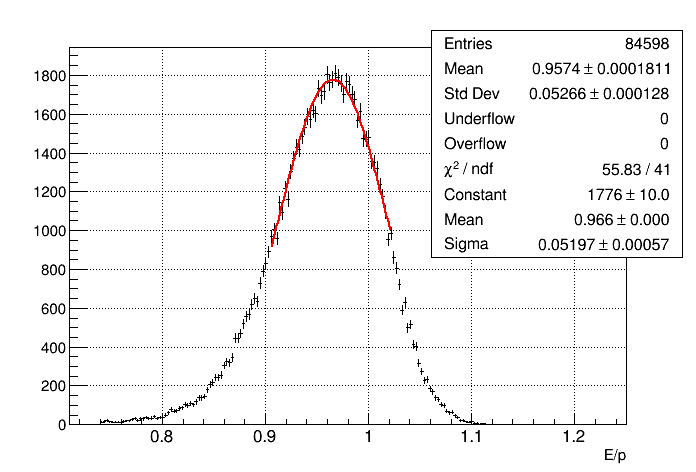 Entries 84598
Mean 0.9574 ± 0.0001811
Std Dev 0.05266 ± 0.000128
Underflow 0
Overflow 0
χ² / ndf 55.83 / 41
Constant 1776 ± 10.0
Mean 0.966 ± 0.000
Sigma 0.05197 ± 0.00057
1800
1600
1400
1200
1000
800
600
400
200
0
0.8 0.9 1 1.1 1.2
E/p